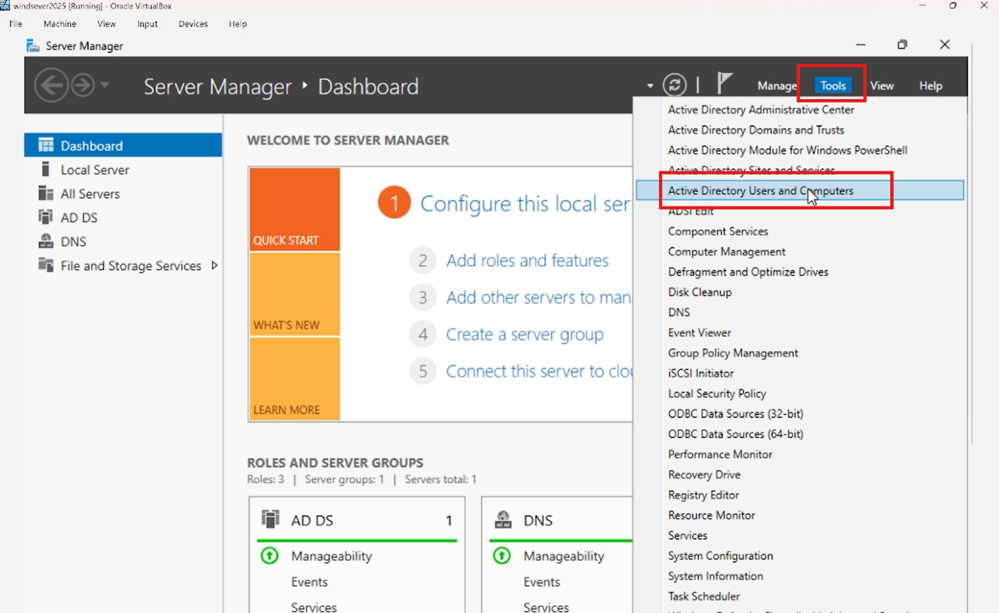 windsever2025 [Running] - Oracle VirtualBox
File Machine View Input Devices Help
Server Manager
Server Manager Dashboard
Manage Tools View Help
Dashboard
Local Server
All Servers
AD DS
DNS
File and Storage Services
WELCOME TO SERVER MANAGER
QUICK START
WHAT'S NEW
LEARN MORE
1 Configure this local ser
2 Add roles and features
3 Add other servers to man
4 Create a server group
5 Connect this server to clou
ROLES AND SERVER GROUPS
Roles: 3 | Server groups: 1 | Servers total: 1
AD DS 1
Manageability
Events
Services
DNS
Manageability
Events
Services
Active Directory Administrative Center
Active Directory Domains and Trusts
Active Directory Module for Windows PowerShell
Active Directory Sites and Services
Active Directory Users and Computers
ADSI Edit
Component Services
Computer Management
Defragment and Optimize Drives
Disk Cleanup
DNS
Event Viewer
Group Policy Management
iSCSI Initiator
Local Security Policy
ODBC Data Sources (32-bit)
ODBC Data Sources (64-bit)
Performance Monitor
Recovery Drive
Registry Editor
Resource Monitor
Services
System Configuration
System Information
Task Scheduler